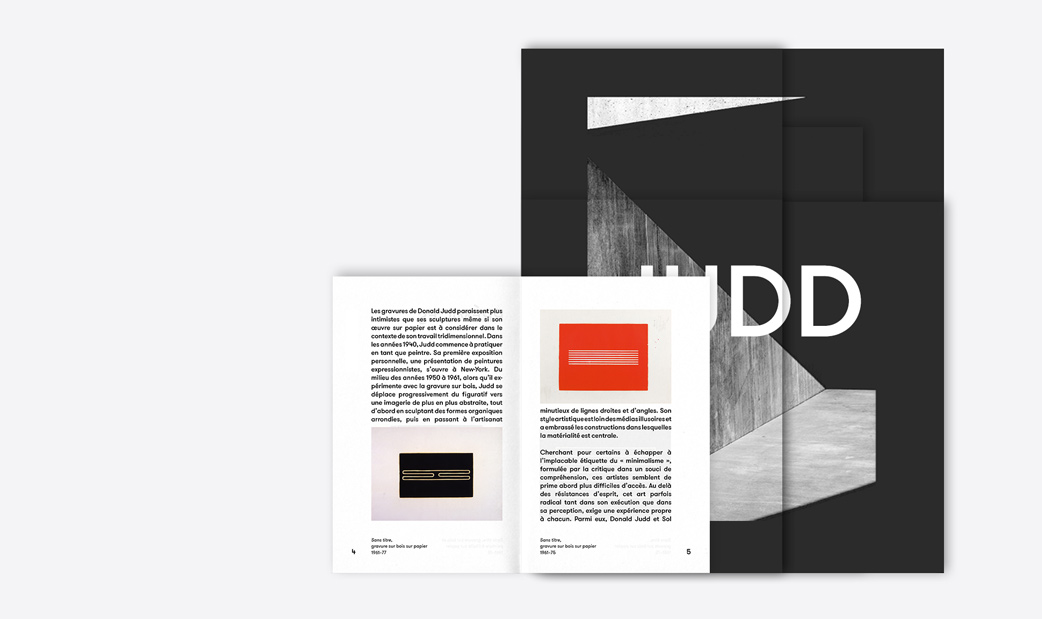 JUDD
Les gravures de Donald Judd paraissent plus
intimistes que ses sculptures même si son
œuvre sur papier est à considérer dans le
contexte de son travail tridimensionnel. Dans
les années 1940, Judd commence à pratiquer
en tant que peintre. Sa première exposition
personnelle, une présentation de peintures
expressionnistes, s'ouvre à New-York. Du
milieu des années 1950 à 1961, alors qu'il ex-
périmente avec la gravure sur bois, Judd se
déplace progressivement du figuratif vers
une imagerie de plus en plus abstraite, tout
d'abord en sculptant des formes organiques
arrondies, puis en passant à l'artisanat
Sans titre,
gravure sur bois sur papier
1961-77
4
minutieux de lignes droites et d'angles. Son
style artistique est loin des médias illusoires et
a embrassé les constructions dans lesquelles
la matérialité est centrale.
Cherchant pour certains à échapper à
l'implacable étiquette du « minimalisme »,
formulée par la critique dans un souci de
compréhension, ces artistes semblent de
prime abord plus difficiles d'accès. Au delà
des résistances d'esprit, cet art parfois
radical tant dans son exécution que dans
sa perception, exige une expérience propre
à chacun. Parmi eux, Donald Judd et Sol
Sans titre,
gravure sur bois sur papier
1961-75
5